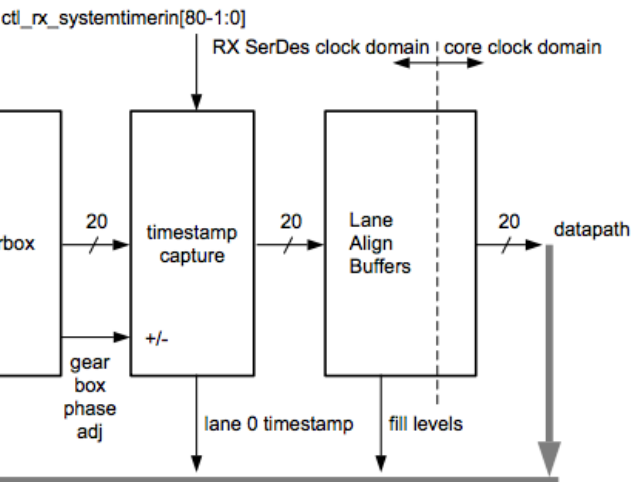 ctl_rx_systemtimerin[80-1:0]
RX SerDes clock domain
core clock domain
20
20
20
rbox
timestamp
capture
Lane
Align
Buffers
datapath
+/-
gear
box
phase
adj
lane 0 timestamp
fill levels